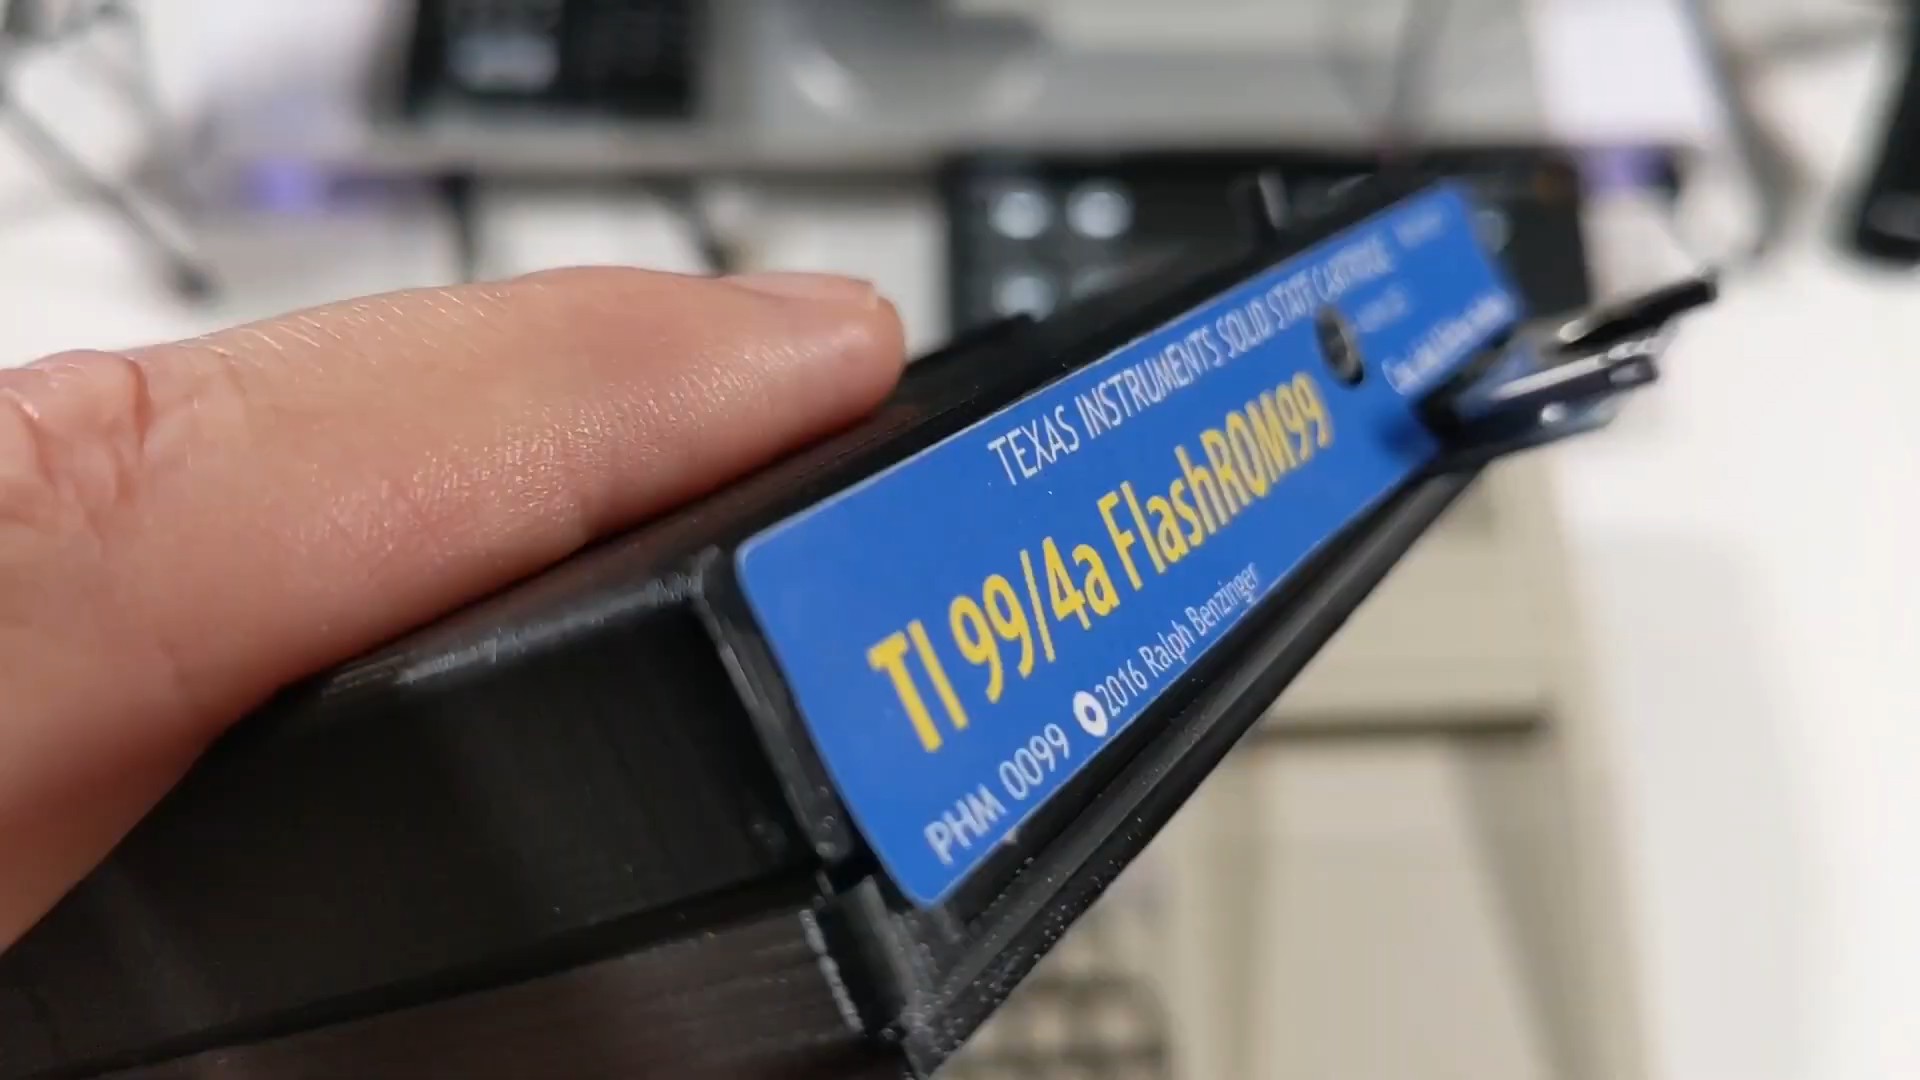 TEXAS INSTRUMENTS SOLID STATE CARTRIDGE
TI 99/4a FlashROM99
PHM 0099 2016 Ralph Benzinger